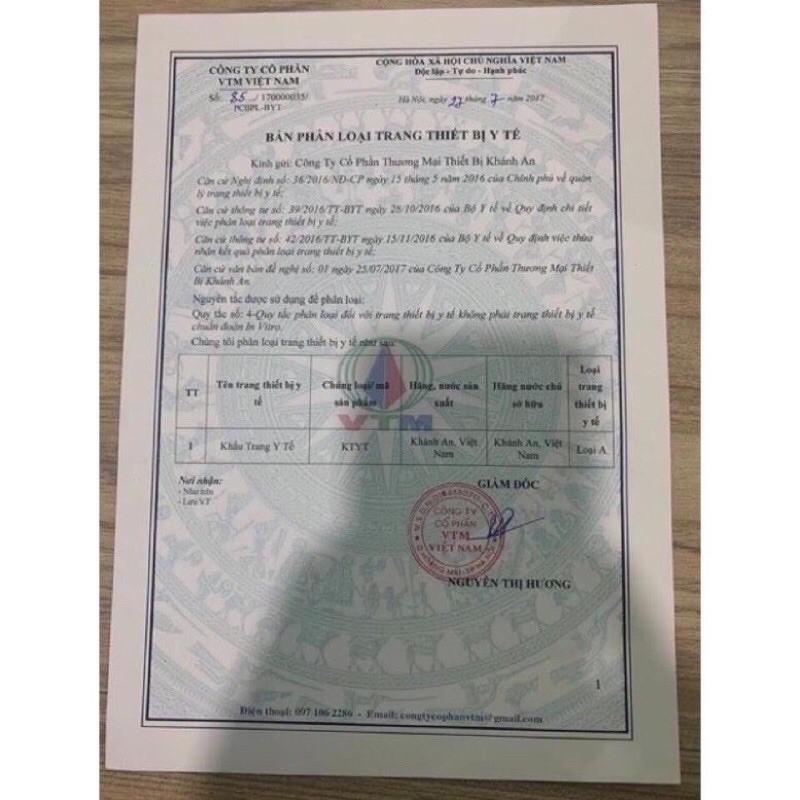 CÔNG TY CỔ PHẦN
VTM VIỆT NAM
Số: 85 /170000035/
PCBPL-BYT
CỘNG HÒA XÃ HỘI CHỦ NGHĨA VIỆT NAM
Độc lập - Tự do - Hạnh phúc
Hà Nội, ngày 27 tháng 7 năm 2017
BẢN PHÂN LOẠI TRANG THIẾT BỊ Y TẾ
Kính gửi: Công Ty Cổ Phần Thương Mại Thiết Bị Khánh An
Căn cứ Nghị định số: 36/2016/NĐ-CP ngày 15 tháng 5 năm 2016 của Chính phủ về quản
lý trang thiết bị y tế;
Căn cứ thông tư số: 39/2016/TT-BYT ngày 28/10/2016 của Bộ Y tế về Quy định chi tiết
việc phân loại trang thiết bị y tế;
Căn cứ thông tư số: 42/2016/TT-BYT ngày 15/11/2016 của Bộ Y tế về Quy định việc thừa
nhận kết quả phân loại trang thiết bị y tế;
Căn cứ văn bản đề nghị số: 01 ngày 25/07/2017 của Công Ty Cổ Phần Thương Mại Thiết
Bị Khánh An.
Nguyên tắc được sử dụng để phân loại:
Quy tắc số: 4-Quy tắc phân loại đối với trang thiết bị y tế không phải trang thiết bị y tế
chuẩn đoán In Vitro.
Chúng tôi phân loại trang thiết bị y tế như sau:
TT
Tên trang thiết bị y
tế
Chủng loại/ mã
sản phẩm
Hãng, nước sản
xuất
Hãng nước chủ
sở hữu
Loại
trang
thiết bị
y tế
VTM
1
Khẩu Trang Y Tế
KTYT
Khánh An, Việt
Nam
Khánh An, Việt
Nam
Loại A
Nơi nhận:
- Như trên
- Lưu VT
GIÁM ĐỐC
CÔNG TY
CỔ PHẦN
VTM
VIỆT NAM
NGUYỄN THỊ HƯƠNG
1
Điện thoại: 097 106 2286 - Email: congtycophanvtm@gmail.com